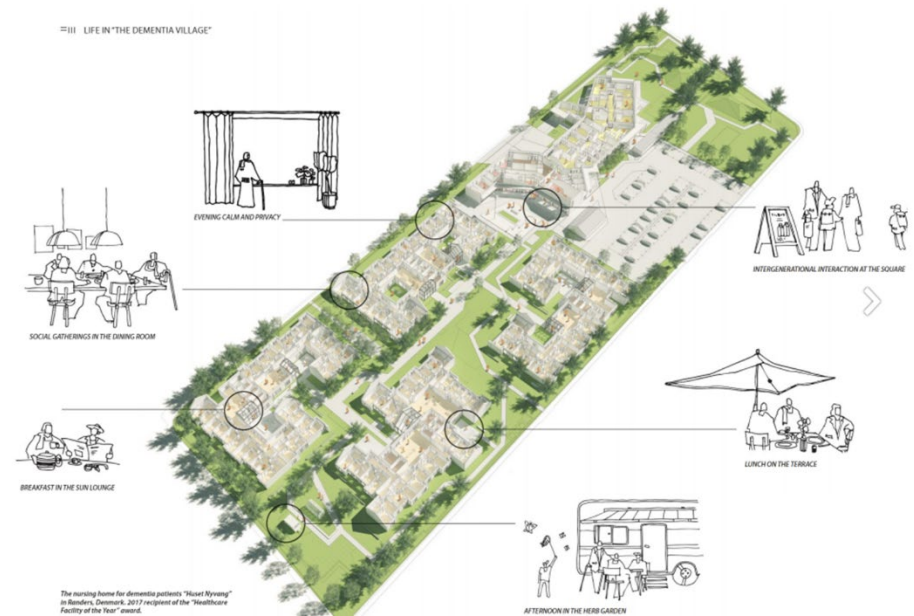 LIFE IN "THE DEMENTIA VILLAGE"
EVENING CALM AND PRIVACY
INTERGENERATIONAL INTERACTION AT THE SQUARE
SOCIAL GATHERINGS IN THE DINING ROOM
LUNCH ON THE TERRACE
BREAKFAST IN THE SUN LOUNGE
The nursing home for dementia patients "Huset Nyvang"
in Randers, Denmark. 2017 recipient of the "Healthcare
Facility of the Year" award.
AFTERNOON IN THE HERB GARDEN